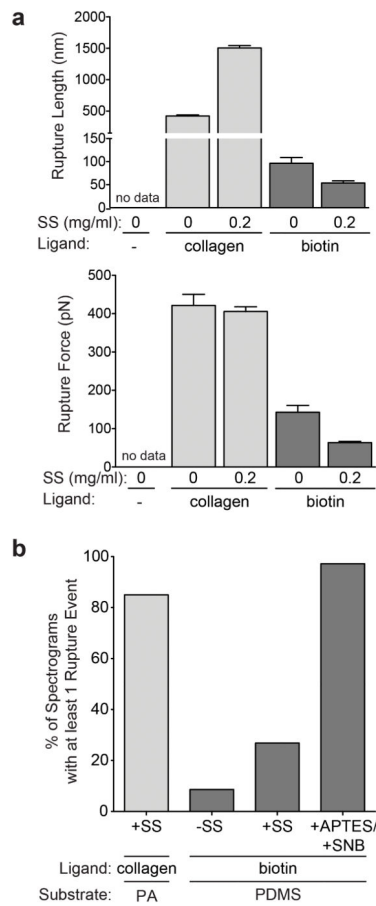 a
Rupture Length (nm)
2000
1500
1000
500
150
100
50
0
no data
SS (mg/ml): 0 0 0.2 0 0.2
Ligand: - collagen biotin
Rupture Force (pN)
500
400
300
200
100
0
no data
SS (mg/ml): 0 0 0.2 0 0.2
Ligand: - collagen biotin
b
% of Spectrograms
with at least 1 Rupture Event
100
80
60
40
20
0
+SS -SS +SS +APTES/
+SNB
Ligand: collagen biotin
Substrate: PA PDMS